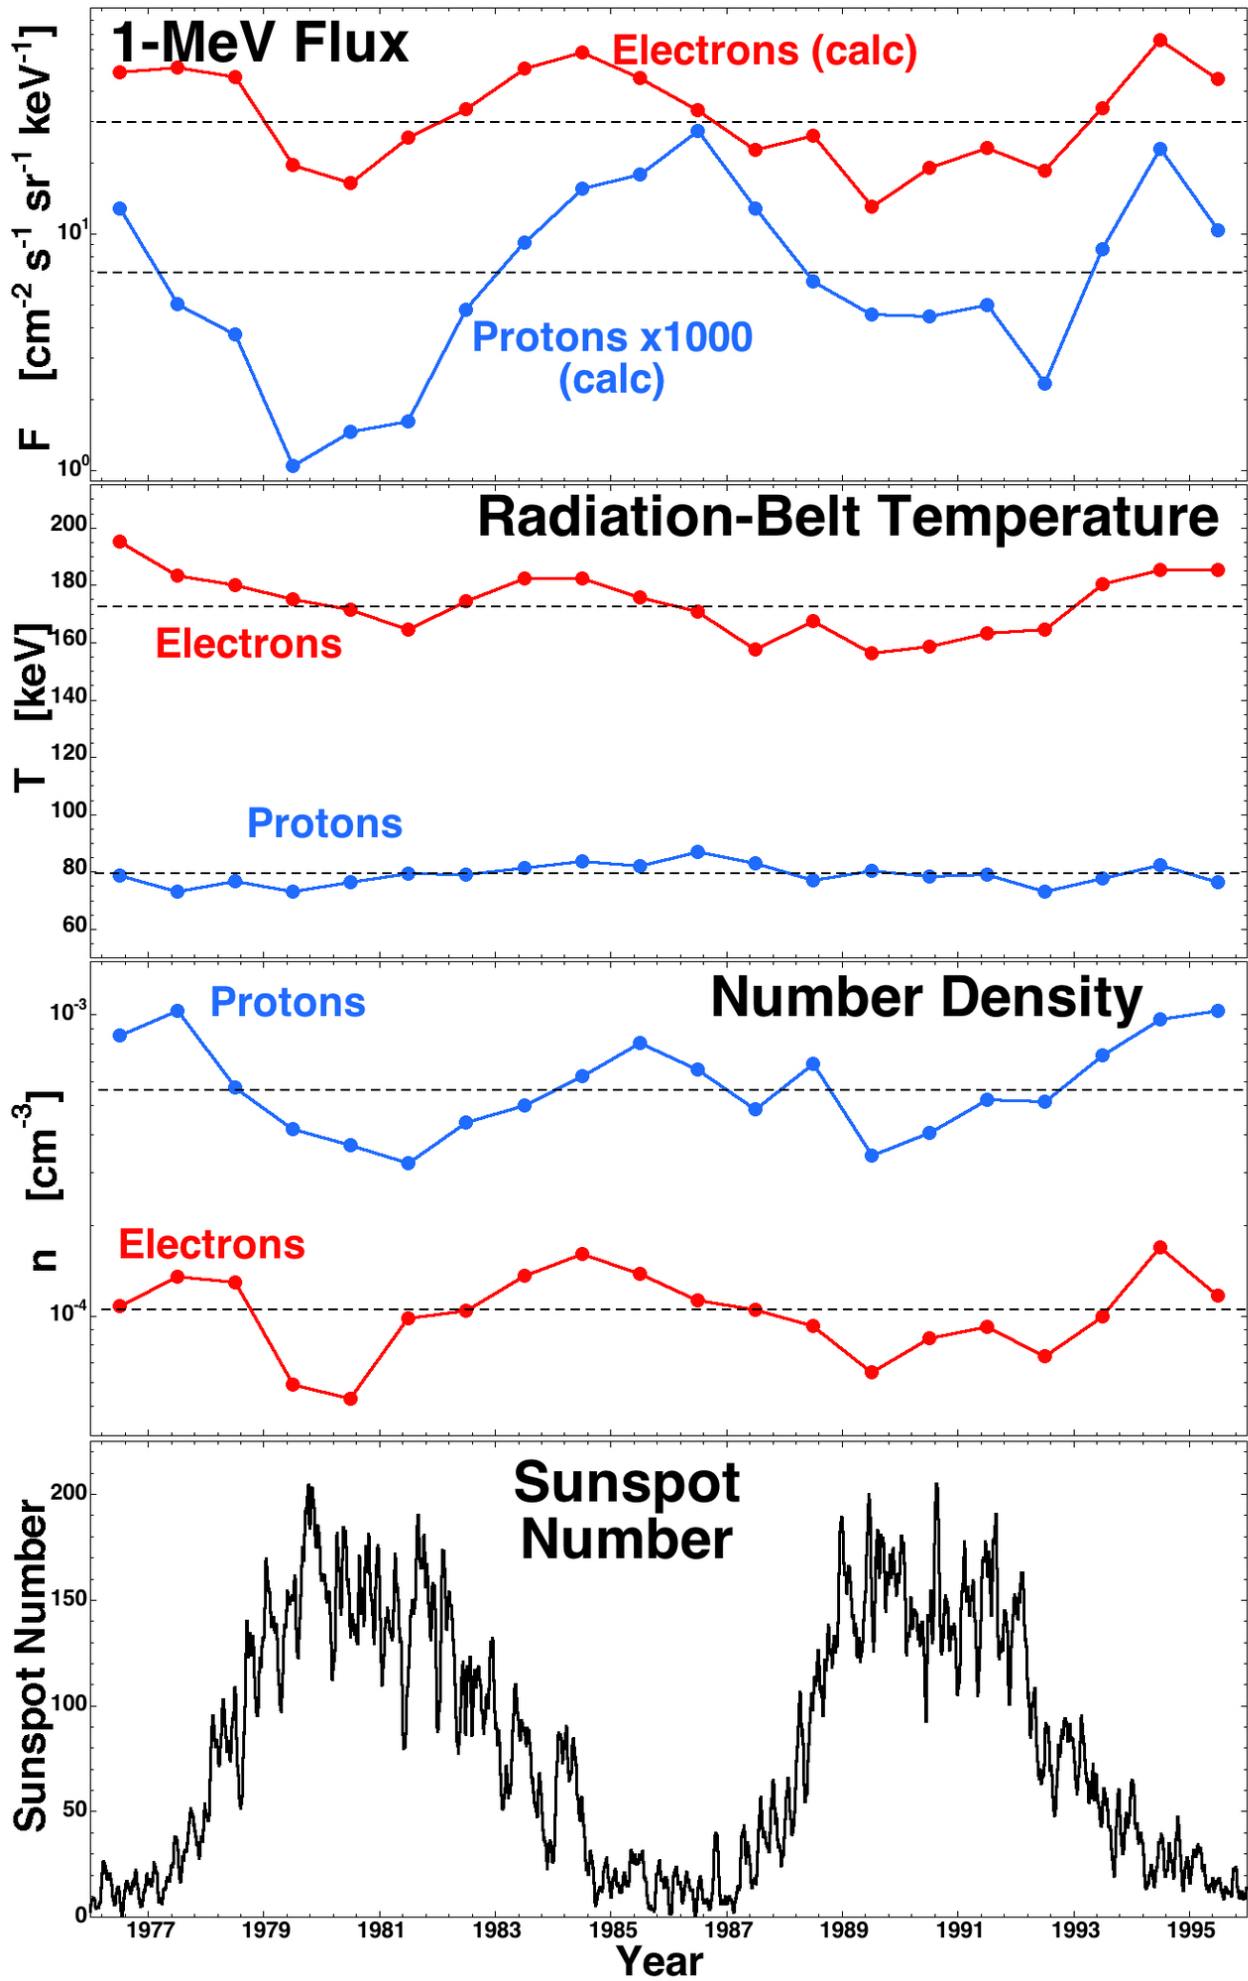 1-MeV Flux
Electrons (calc)
Protons x1000
(calc)
F [cm⁻² s⁻¹ sr⁻¹ keV⁻¹]
10¹
10⁰
Radiation-Belt Temperature
Electrons
Protons
T [keV]
200
180
160
140
120
100
80
60
Number Density
Protons
Electrons
n [cm⁻³]
10⁻³
10⁻⁴
Sunspot
Number
Sunspot Number
200
150
100
50
0
1977 1979 1981 1983 1985 1987 1989 1991 1993 1995
Year